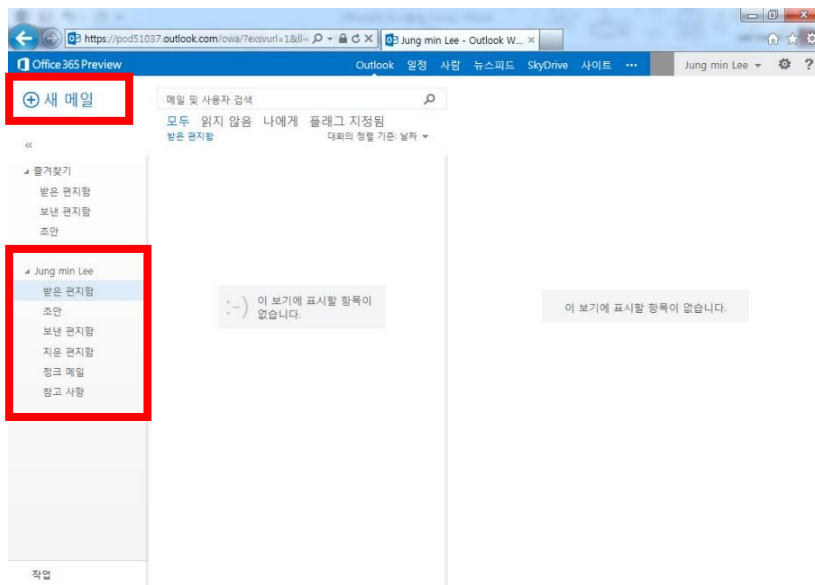 https://pod51037.outlook.com/owa/?exsvurl=1&ll-
Jung min Lee - Outlook W...
Office 365 Preview
Outlook 일정 사람 뉴스피드 SkyDrive 사이트 ··· Jung min Lee ?
새 메일
메일 및 사용자 검색
모두 읽지 않음 나에게 플래그 지정됨
받은 편지함 대화의 정렬 기준: 날짜
«
즐겨찾기
받은 편지함
보낸 편지함
초안
Jung min Lee
받은 편지함
초안
보낸 편지함
지운 편지함
정크 메일
참고 사항
:-) 이 보기에 표시할 항목이
없습니다.
이 보기에 표시할 항목이 없습니다.
작업